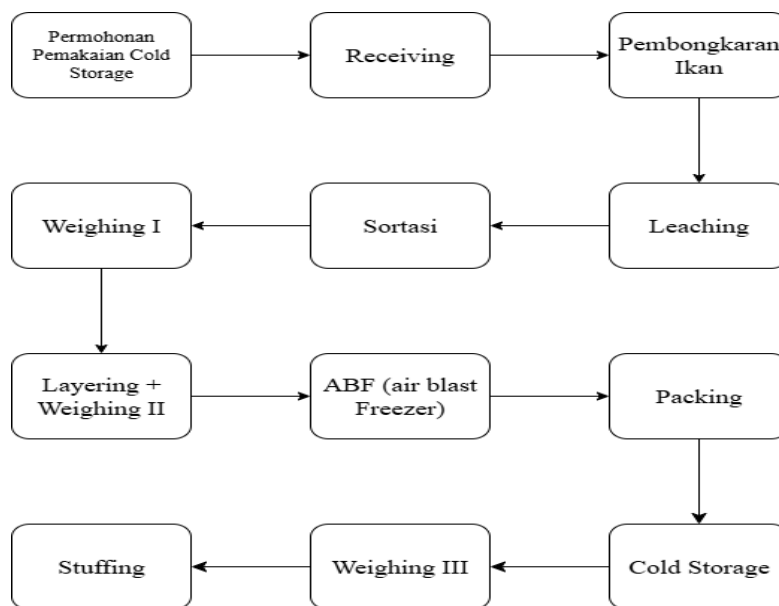 Permohonan
Pemakaian Cold
Storage
Receiving
Pembongkaran
Ikan
Leaching
Sortasi
Weighing I
Layering +
Weighing II
ABF (air blast
Freezer)
Packing
Cold Storage
Weighing III
Stuffing